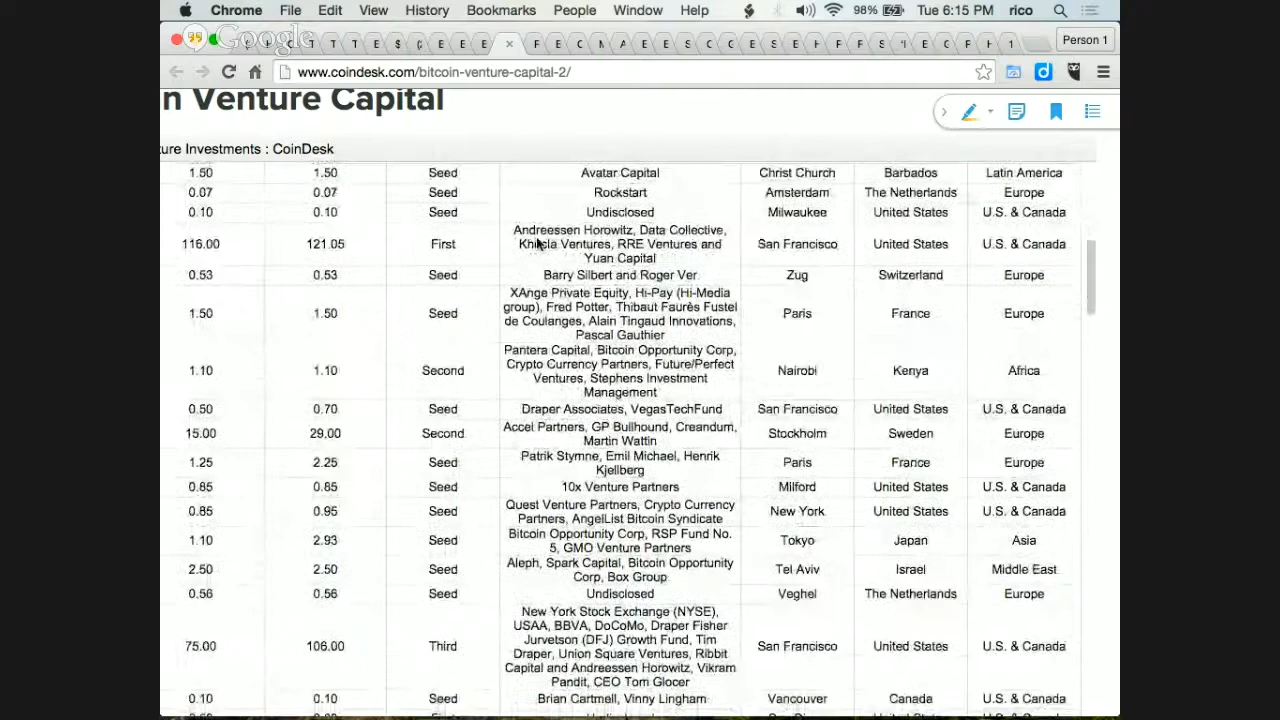 Chrome File Edit View History Bookmarks People Window Help 98% Tue 6:15 PM rico
Google
T T E S C E E E × F E C N A E E S C C E S E H F F S E C F H 1 Person 1
www.coindesk.com/bitcoin-venture-capital-2/
n Venture Capital
ture Investments : CoinDesk
1.50 1.50 Seed Avatar Capital Christ Church Barbados Latin America
0.07 0.07 Seed Rockstart Amsterdam The Netherlands Europe
0.10 0.10 Seed Undisclosed Milwaukee United States U.S. & Canada
Andreessen Horowitz, Data Collective,
116.00 121.05 First Khosla Ventures, RRE Ventures and San Francisco United States U.S. & Canada
Yuan Capital
0.53 0.53 Seed Barry Silbert and Roger Ver Zug Switzerland Europe
XAnge Private Equity, Hi-Pay (Hi-Media
group), Fred Potter, Thibaut Faurès Fustel
1.50 1.50 Seed de Coulanges, Alain Tingaud Innovations, Paris France Europe
Pascal Gauthier
Pantera Capital, Bitcoin Opportunity Corp,
Crypto Currency Partners, Future/Perfect
1.10 1.10 Second Ventures, Stephens Investment Nairobi Kenya Africa
Management
0.50 0.70 Seed Draper Associates, VegasTechFund San Francisco United States U.S. & Canada
Accel Partners, GP Bullhound, Creandum,
15.00 29.00 Second Martin Wattin Stockholm Sweden Europe
Patrik Stymne, Emil Michael, Henrik
1.25 2.25 Seed Kjellberg Paris France Europe
0.85 0.85 Seed 10x Venture Partners Milford United States U.S. & Canada
Quest Venture Partners, Crypto Currency
0.85 0.95 Seed Partners, AngelList Bitcoin Syndicate New York United States U.S. & Canada
Bitcoin Opportunity Corp, RSP Fund No.
1.10 2.93 Seed 5, GMO Venture Partners Tokyo Japan Asia
Aleph, Spark Capital, Bitcoin Opportunity
2.50 2.50 Seed Corp, Box Group Tel Aviv Israel Middle East
0.56 0.56 Seed Undisclosed Veghel The Netherlands Europe
New York Stock Exchange (NYSE),
USAA, BBVA, DoCoMo, Draper Fisher
Jurvetson (DFJ) Growth Fund, Tim
75.00 106.00 Third Draper, Union Square Ventures, Ribbit San Francisco United States U.S. & Canada
Capital and Andreessen Horowitz, Vikram
Pandit, CEO Tom Glocer
0.10 0.10 Seed Brian Cartmell, Vinny Lingham Vancouver Canada U.S. & Canada